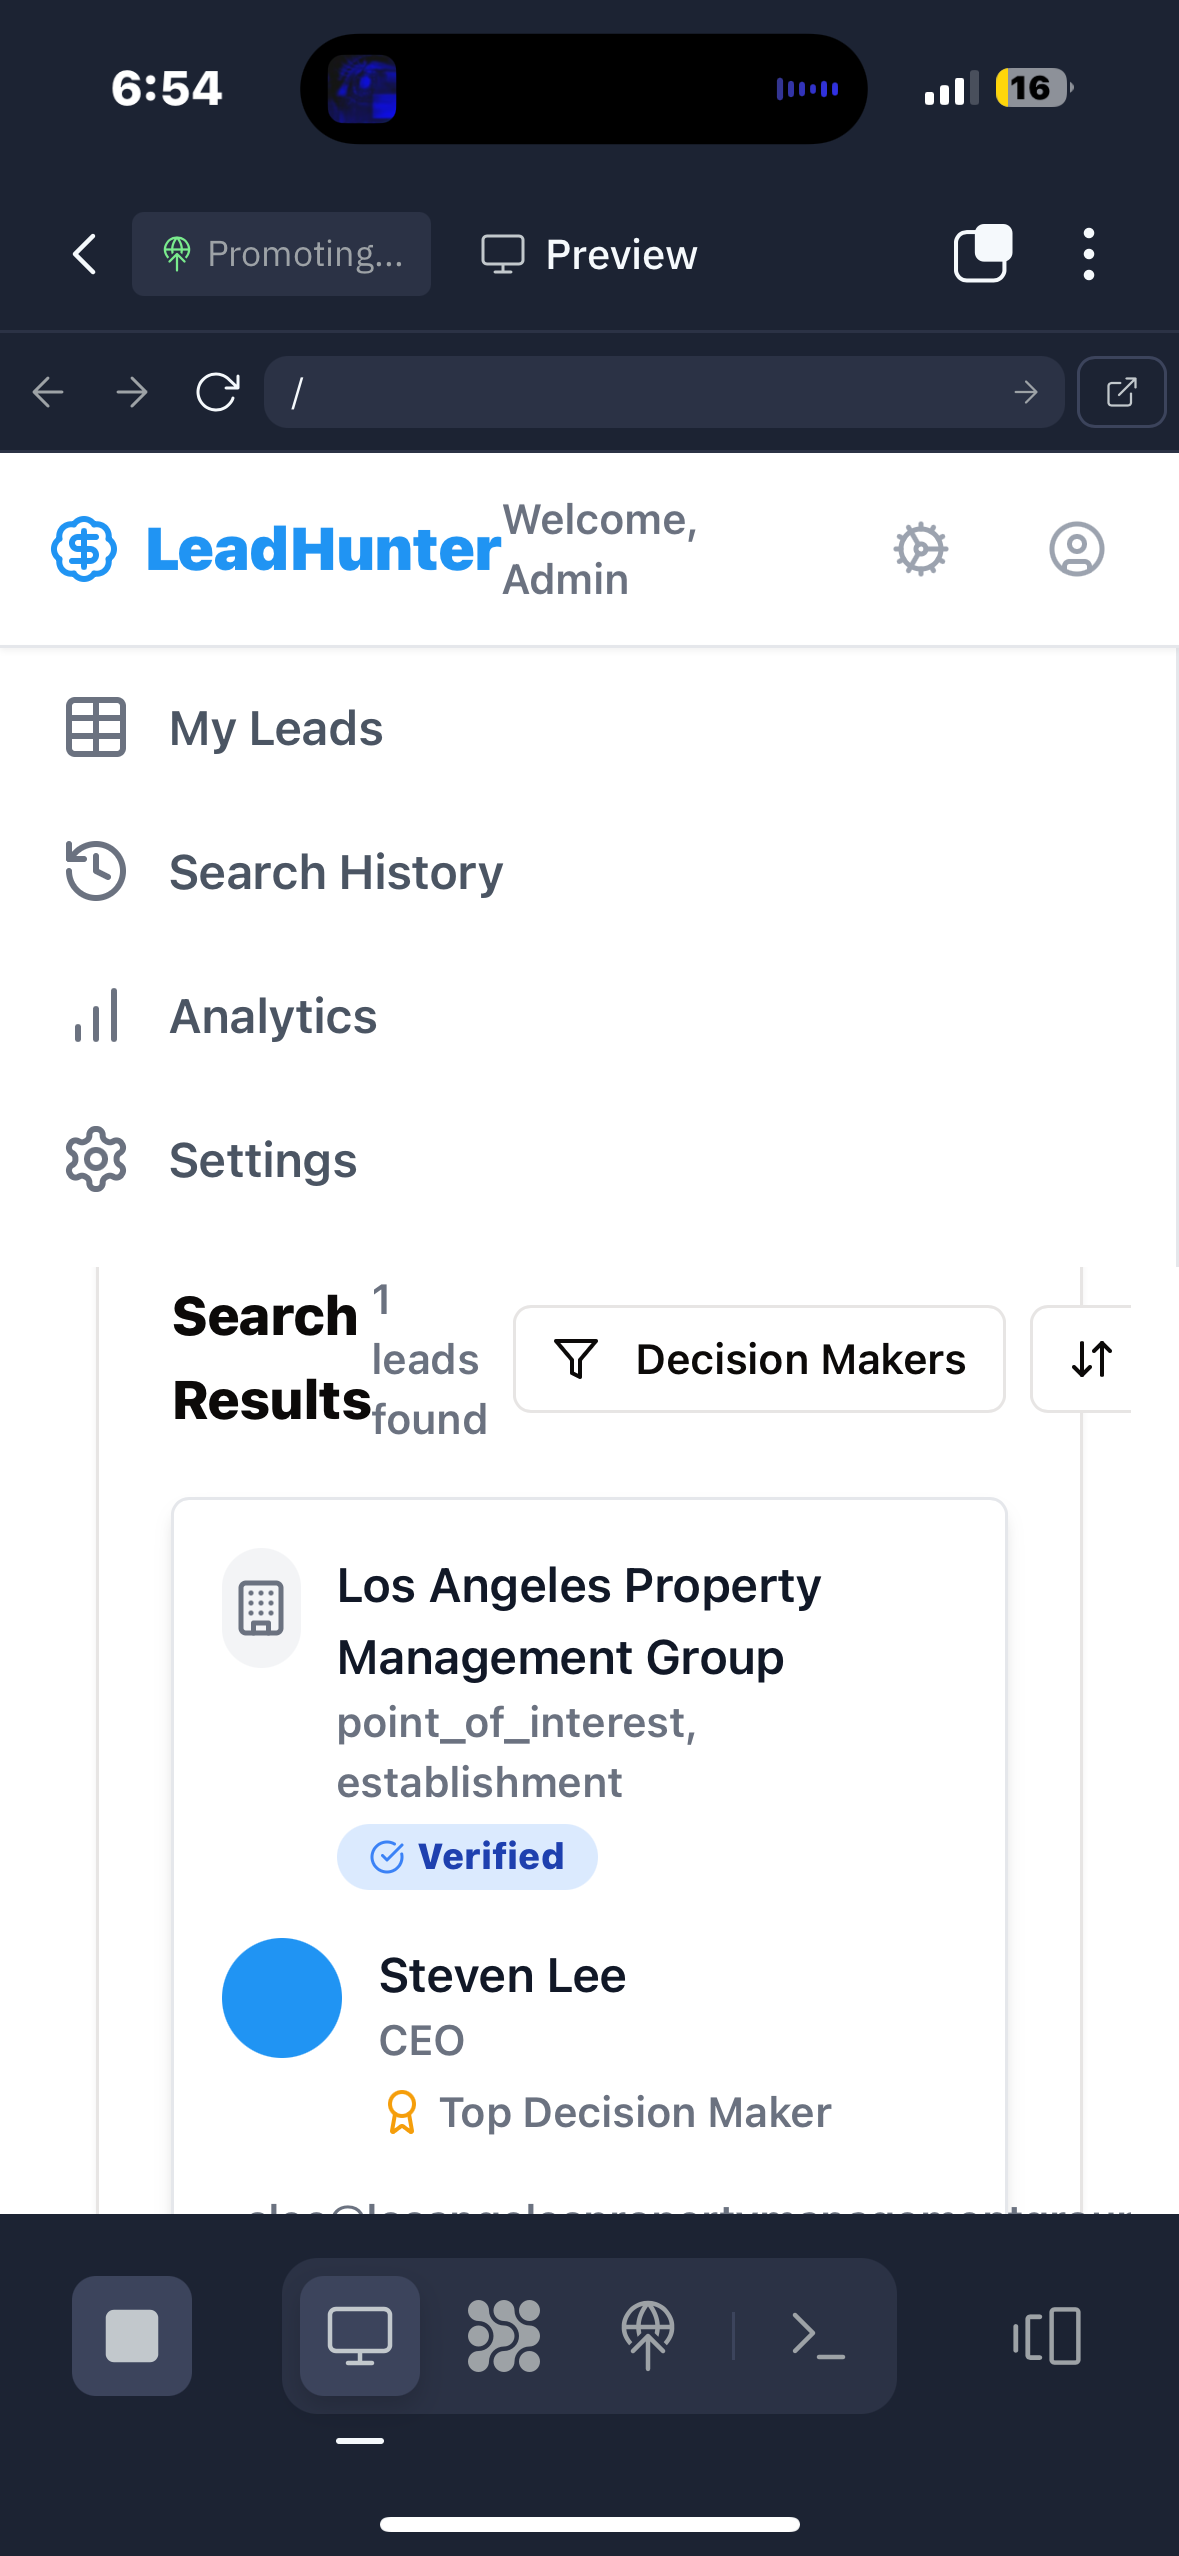 6:54
16
Promoting...
Preview
/
LeadHunter
Welcome,
Admin
My Leads
Search History
Analytics
Settings
Search
Results
1
leads
found
Decision Makers
Los Angeles Property
Management Group
point_of_interest,
establishment
Verified
Steven Lee
CEO
Top Decision Maker